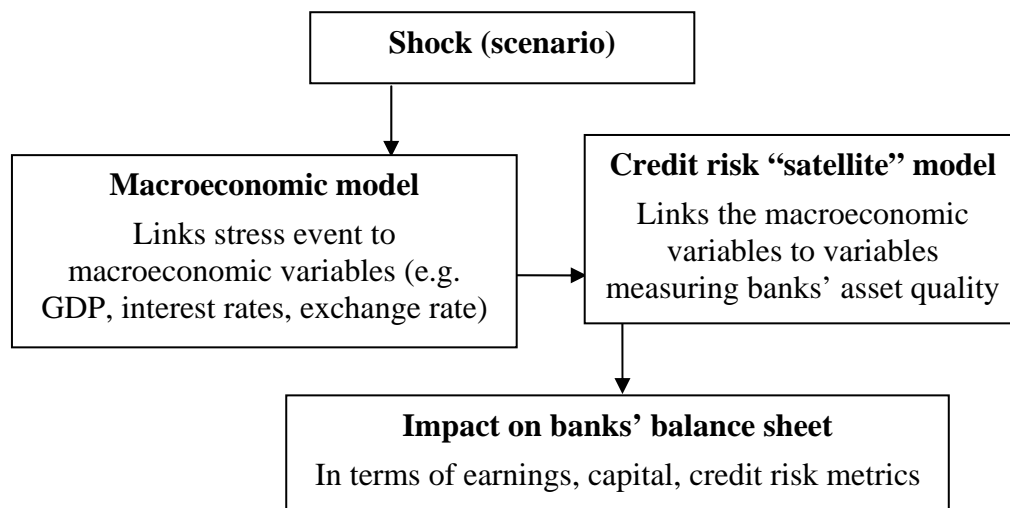 Shock (scenario)
Macroeconomic model
Links stress event to
macroeconomic variables (e.g.
GDP, interest rates, exchange rate)
Credit risk “satellite” model
Links the macroeconomic
variables to variables
measuring banks’ asset quality
Impact on banks’ balance sheet
In terms of earnings, capital, credit risk metrics